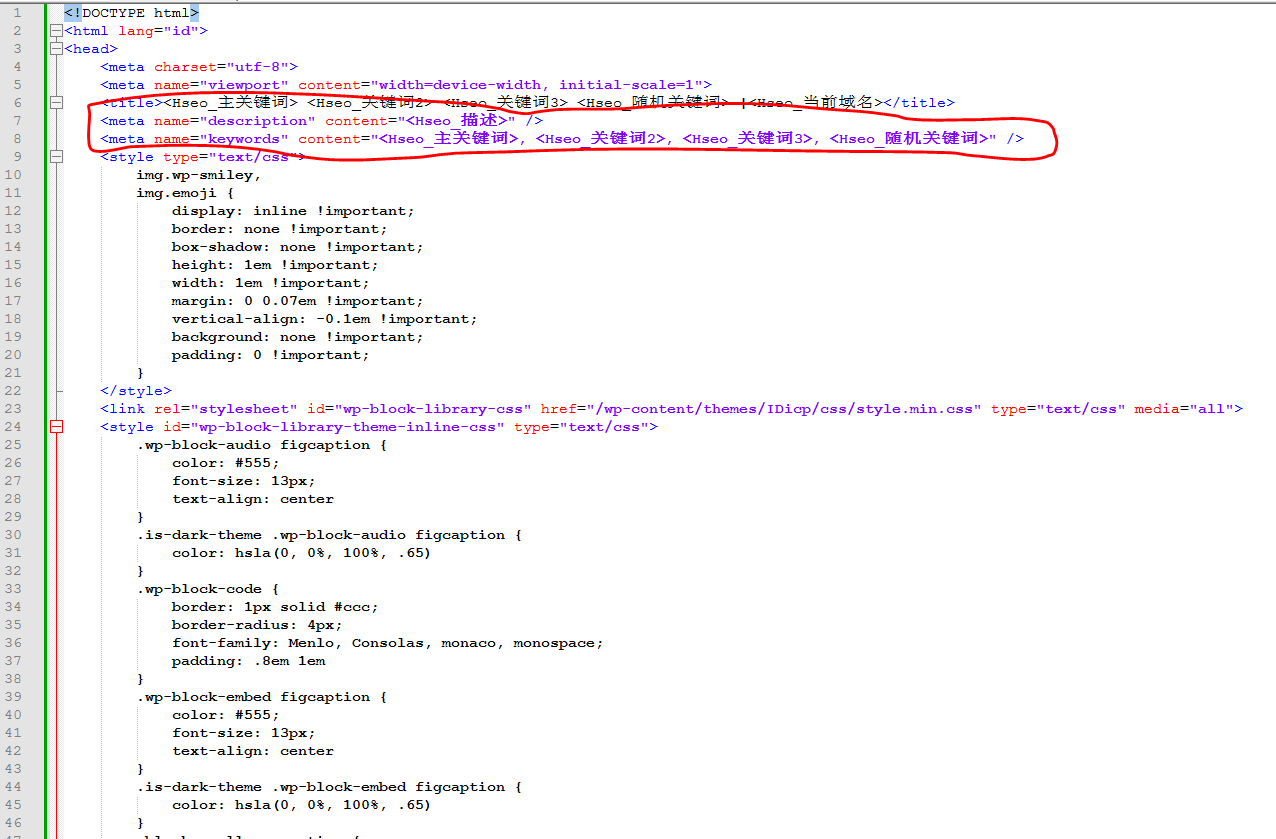 1 <!DOCTYPE html>
2 <html lang="id">
3 <head>
4 <meta charset="utf-8">
5 <meta name="viewport" content="width=device-width, initial-scale=1">
6 <title><Hseo_主关键词> <Hseo_关键词2> <Hseo_关键词3> <Hseo_随机关键词> |<Hseo_当前域名></title>
7 <meta name="description" content="<Hseo_描述>" />
8 <meta name="keywords" content="<Hseo_主关键词>, <Hseo_关键词2>, <Hseo_关键词3>, <Hseo_随机关键词>" />
9 <style type="text/css">
10 img.wp-smiley,
11 img.emoji {
12 display: inline !important;
13 border: none !important;
14 box-shadow: none !important;
15 height: 1em !important;
16 width: 1em !important;
17 margin: 0 0.07em !important;
18 vertical-align: -0.1em !important;
19 background: none !important;
20 padding: 0 !important;
21 }
22 </style>
23 <link rel="stylesheet" id="wp-block-library-css" href="/wp-content/themes/IDicp/css/style.min.css" type="text/css" media="all">
24 <style id="wp-block-library-theme-inline-css" type="text/css">
25 .wp-block-audio figcaption {
26 color: #555;
27 font-size: 13px;
28 text-align: center
29 }
30 .is-dark-theme .wp-block-audio figcaption {
31 color: hsla(0, 0%, 100%, .65)
32 }
33 .wp-block-code {
34 border: 1px solid #ccc;
35 border-radius: 4px;
36 font-family: Menlo, Consolas, monaco, monospace;
37 padding: .8em 1em
38 }
39 .wp-block-embed figcaption {
40 color: #555;
41 font-size: 13px;
42 text-align: center
43 }
44 .is-dark-theme .wp-block-embed figcaption {
45 color: hsla(0, 0%, 100%, .65)
46 }